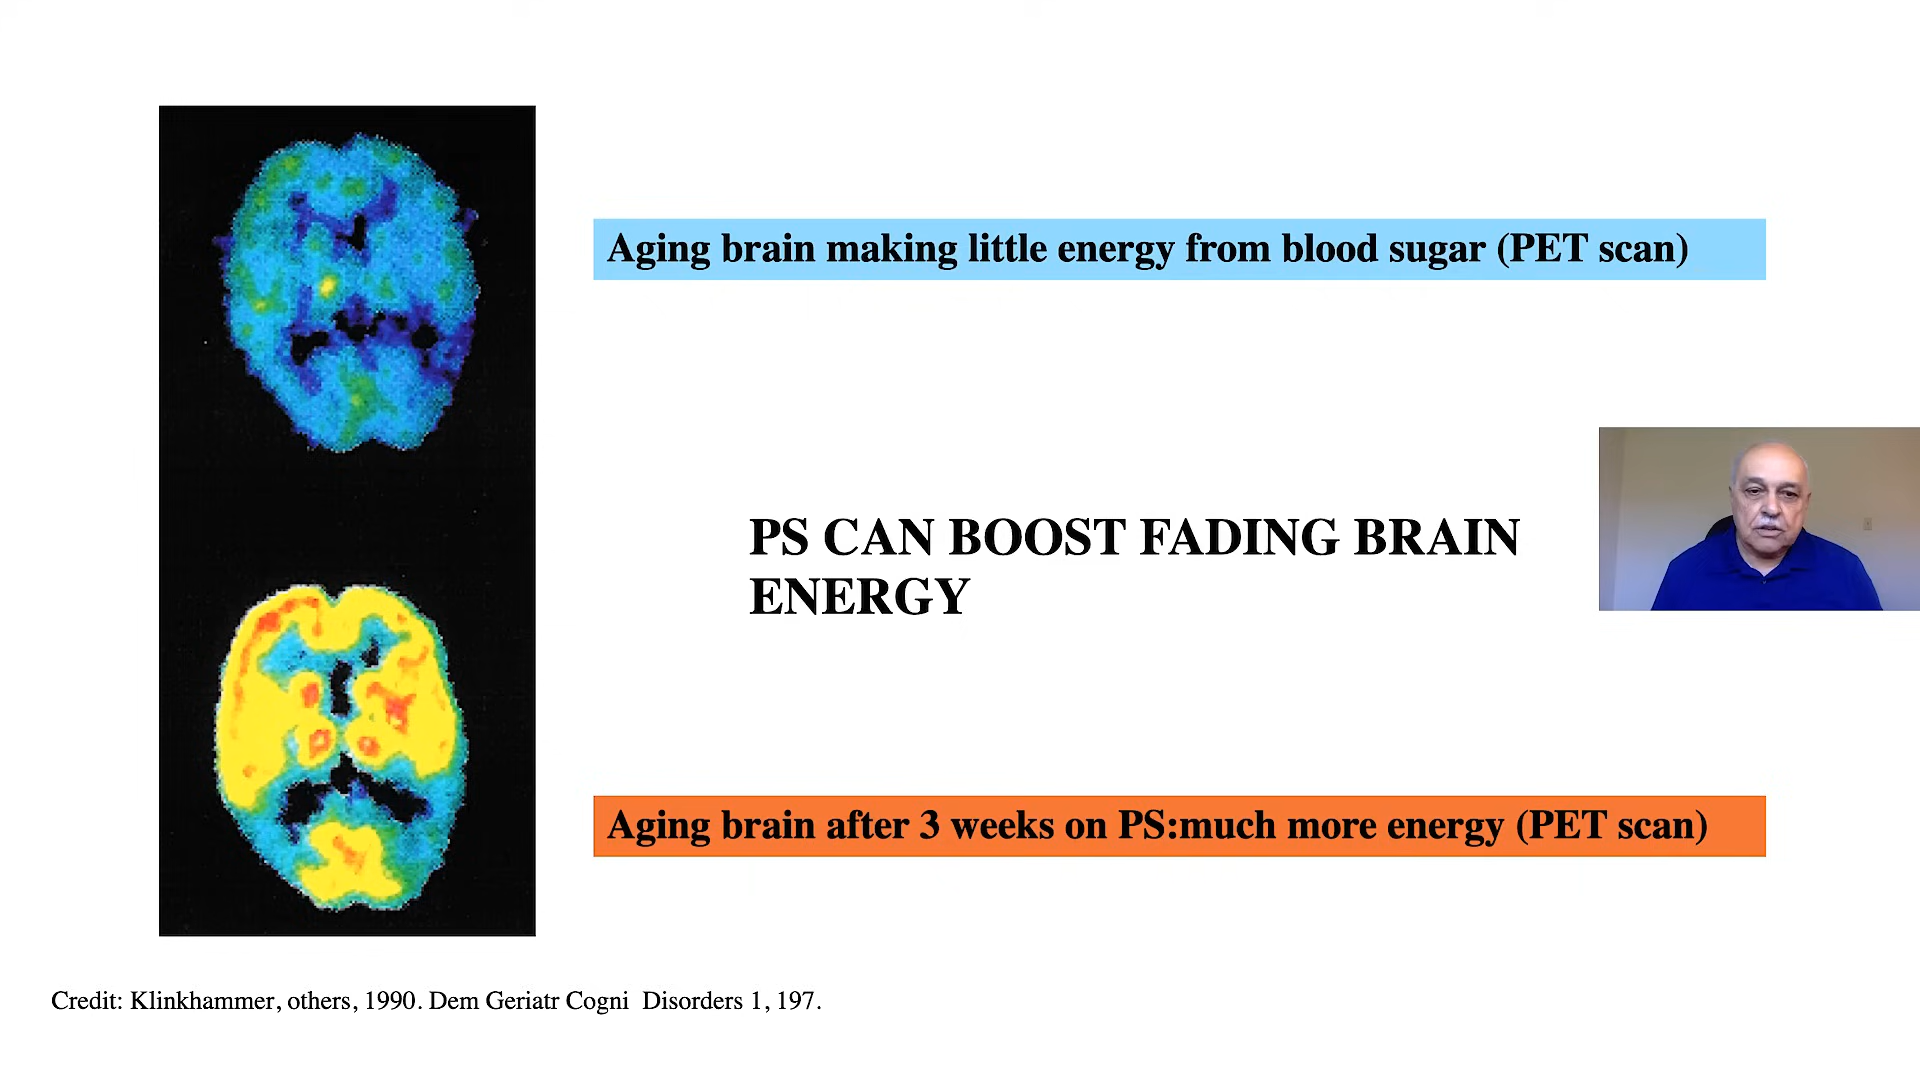 Aging brain making little energy from blood sugar (PET scan)
PS CAN BOOST FADING BRAIN
ENERGY
Aging brain after 3 weeks on PS:much more energy (PET scan)
Credit: Klinkhammer, others, 1990. Dem Geriatr Cogni Disorders 1, 197.